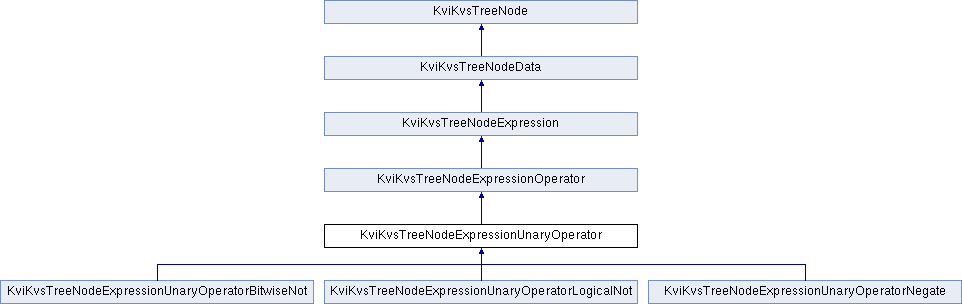 KviKvsTreeNode
KviKvsTreeNodeData
KviKvsTreeNodeExpression
KviKvsTreeNodeExpressionOperator
KviKvsTreeNodeExpressionUnaryOperator
KviKvsTreeNodeExpressionUnaryOperatorBitwiseNot
KviKvsTreeNodeExpressionUnaryOperatorLogicalNot
KviKvsTreeNodeExpressionUnaryOperatorNegate